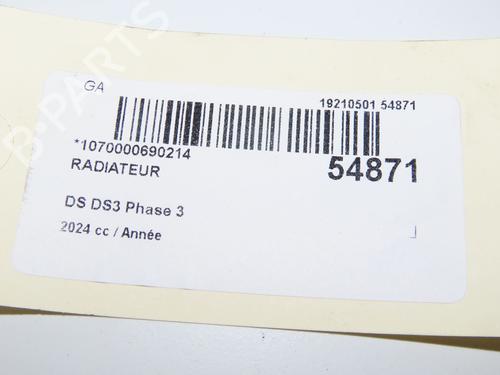 GA
19210501 54871
*1070000690214
RADIATEUR
54871
DS DS3 Phase 3
2024 cc / Année
B-PARTS